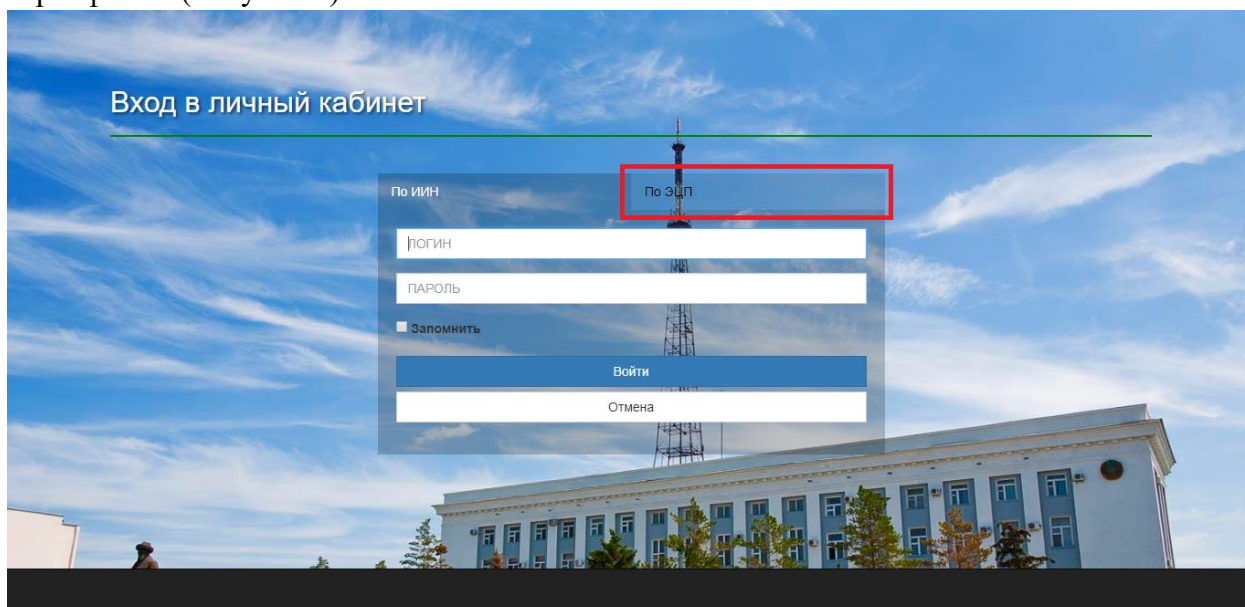 Вход в личный кабинет
По ИИН
По ЭЦП
ЛОГИН
ПАРОЛЬ
Запомнить
Войти
Отмена